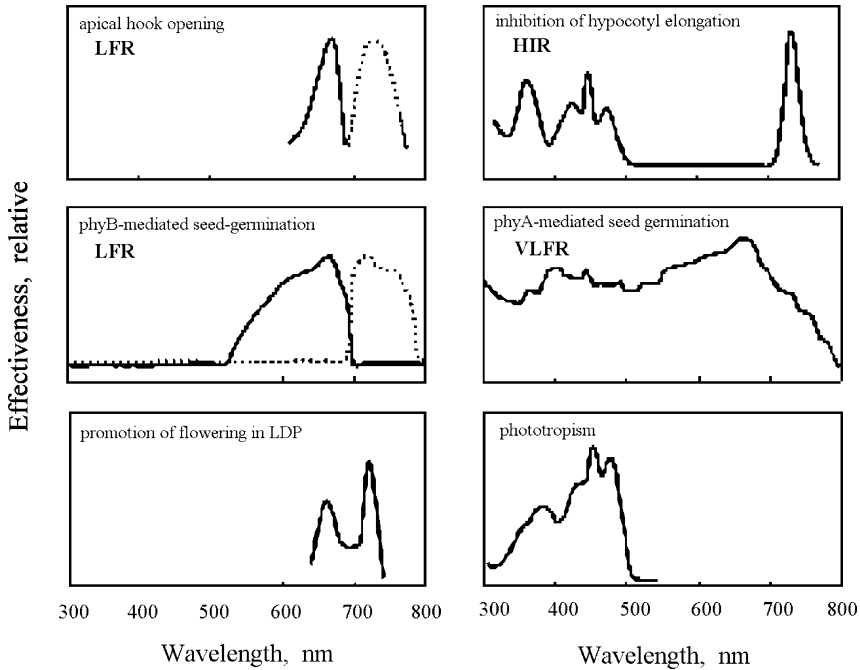 apical hook opening
LFR
inhibition of hypocotyl elongation
HIR
phyB-mediated seed-germination
LFR
phyA-mediated seed germination
VLFR
promotion of flowering in LDP
phototropism
Effectiveness, relative
300 400 500 600 700 800
300 400 500 600 700 800
Wavelength, nm
Wavelength, nm